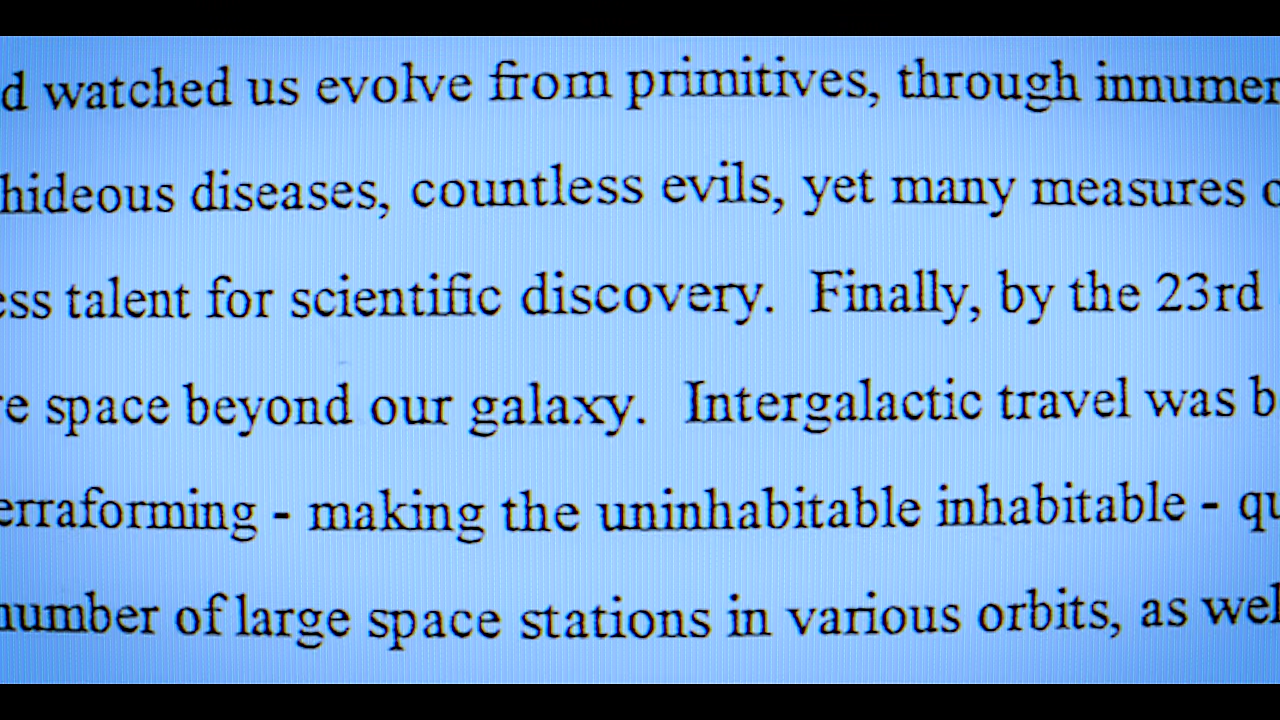 d watched us evolve from primitives, through innumer
hideous diseases, countless evils, yet many measures o
ess talent for scientific discovery. Finally, by the 23rd
re space beyond our galaxy. Intergalactic travel was b
erraforming - making the uninhabitable inhabitable - qu
number of large space stations in various orbits, as wel